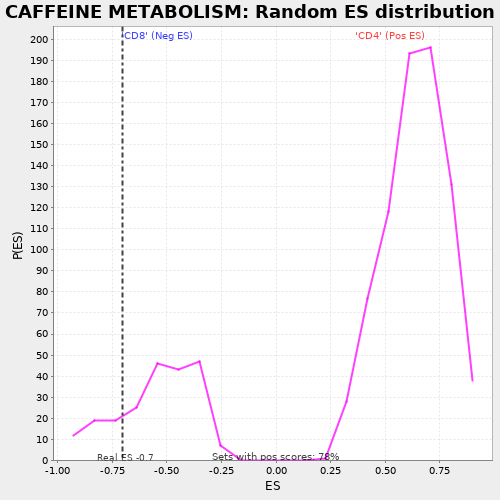 CAFFEINE METABOLISM: Random ES distribution
'CD8' (Neg ES)
'CD4' (Pos ES)
P(ES)
200
190
180
170
160
150
140
130
120
110
100
90
80
70
60
50
40
30
20
10
0
Real ES -0.7
Sets with pos scores: 78%
-1.00 -0.75 -0.50 -0.25 0.00 0.25 0.50 0.75
ES